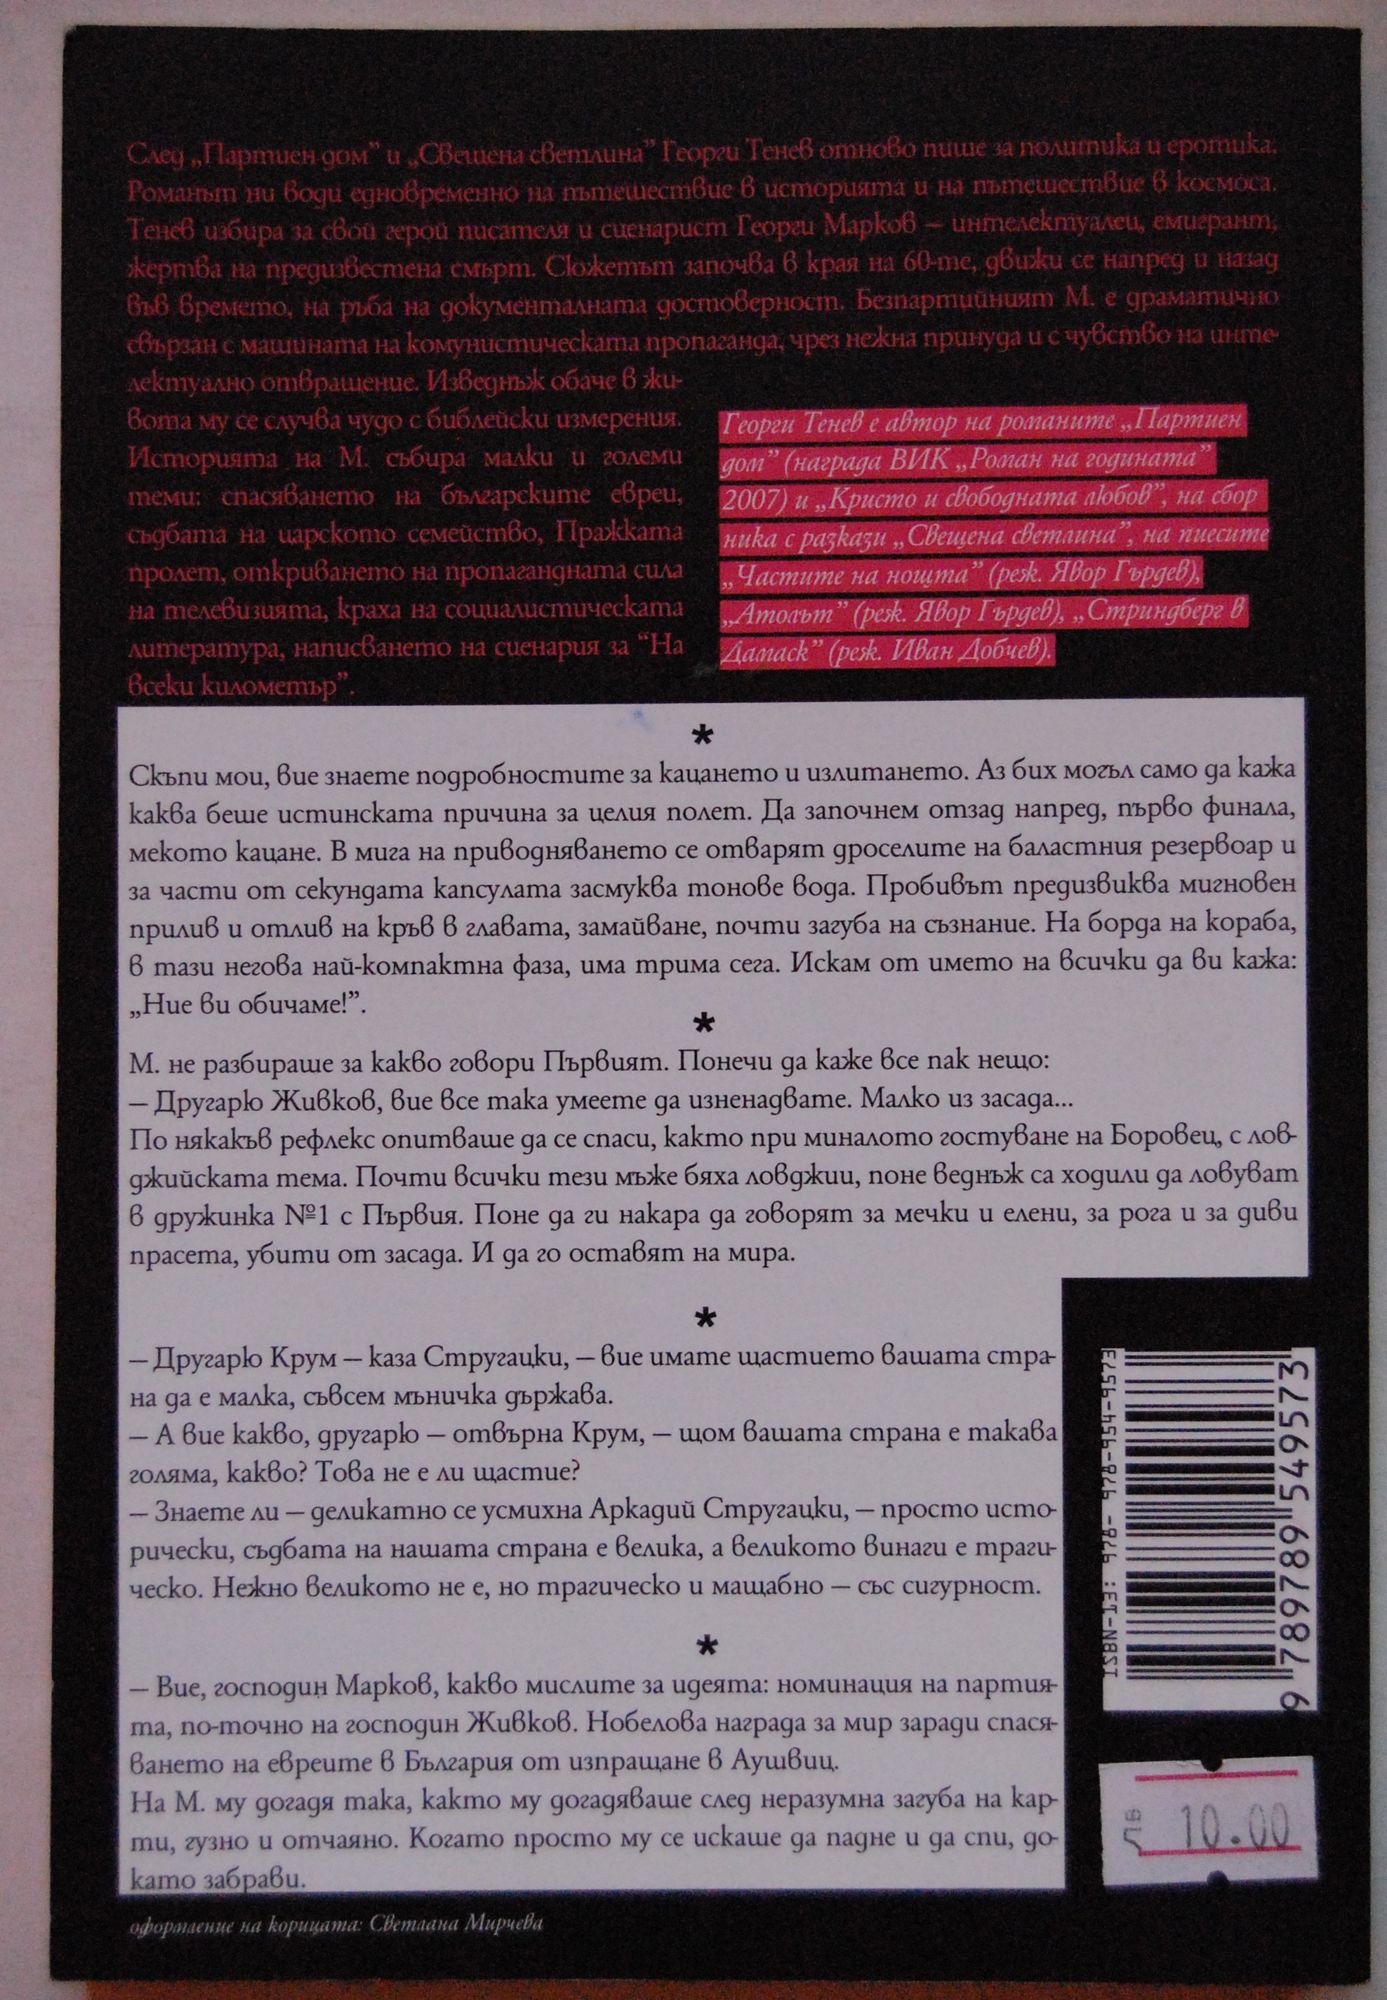 След „Партиен дом” и „Свещена светлина” Георги Тенев отново пише за политика и еротика.
Романът ни води едновременно на пътешествие в историята и на пътешествие в космоса.
Тенев избира за свой герой писателя и сценарист Георги Марков – интелектуалец, емигрант,
жертва на предизвестена смърт. Сюжетът започва в края на 60-те, движи се напред и назад
във времето, на ръба на документалната достоверност. Безпартийният М. е драматично
свързан с машината на комунистическата пропаганда, чрез нежна принуда и с чувство на инте-
лектуално отвращение. Изведнъж обаче в жи-
вота му се случва чудо с библейски измерения.
Историята на М. събира малки и големи
теми: спасяването на българските евреи,
съдбата на царското семейство, Пражката
пролет, откриването на пропагандната сила
на телевизията, краха на социалистическата
литература, написването на сценария за “На
всеки километър”.
Георги Тенев е автор на романите „Партиен
дом” (награда ВИК „Роман на годината”
2007) и „Кристо и свободната любов”, на сбор
ника с разкази „Свещена светлина”, на пиесите
„Частите на нощта” (реж. Явор Гърдев),
„Атолът” (реж. Явор Гърдев), „Стриндберг в
Дамаск” (реж. Иван Добчев).
*
Скъпи мои, вие знаете подробностите за кацането и излитането. Аз бих могъл само да кажа
каква беше истинската причина за целия полет. Да започнем отзад напред, първо финала,
мекото кацане. В мига на приводняването се отварят дроселите на баластния резервоар и
за части от секундата капсулата засмуква тонове вода. Пробивът предизвиква мигновен
прилив и отлив на кръв в главата, замайване, почти загуба на съзнание. На борда на кораба,
в тази негова най-компактна фаза, има трима сега. Искам от името на всички да ви кажа:
„Ние ви обичаме!”.
*
М. не разбираше за какво говори Първият. Понечи да каже все пак нещо:
– Другарю Живков, вие все така умеете да изненадвате. Малко из засада...
По някакъв рефлекс опитваше да се спаси, както при миналото гостуване на Боровец, с лов-
джийската тема. Почти всички тези мъже бяха ловджии, поне веднъж са ходили да ловуват
в дружинка №1 с Първия. Поне да ги накара да говорят за мечки и елени, за рога и за диви
прасета, убити от засада. И да го оставят на мира.
*
– Другарю Крум – каза Стругацки, – вие имате щастието вашата стра-
на да е малка, съвсем мъничка държава.
– А вие какво, другарю – отвърна Крум, – щом вашата страна е такава
голяма, какво? Това не е ли щастие?
– Знаете ли – деликатно се усмихна Аркадий Стругацки, – просто исто-
рически, съдбата на нашата страна е велика, а великото винаги е траги-
ческо. Нежно великото не е, но трагическо и мащабно – със сигурност.
*
– Вие, господин Марков, какво мислите за идеята: номинация на партия-
та, по-точно на господин Живков. Нобелова награда за мир заради спася-
ването на евреите в България от изпращане в Аушвиц.
На М. му догадя така, както му догадяваше след неразумна загуба на кар-
ти, гузно и отчаяно. Когато просто му се искаше да падне и да спи, до-
като забрави.
оформление на корицата: Светлана Мирчева
ISBN-13: 978- 978-954-9573
9 789789 549573
лв 10.00